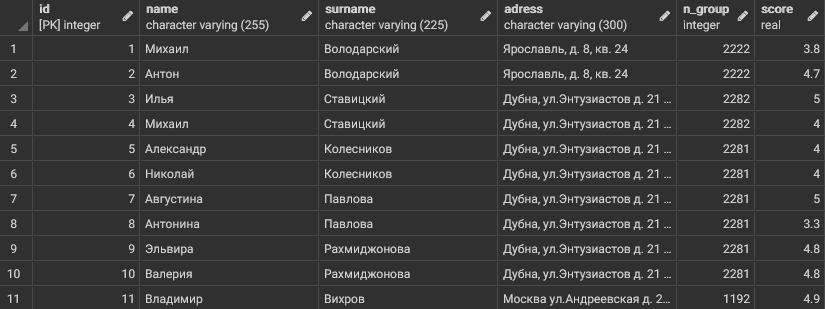 id name surname adress n_group score
[PK] integer character varying (255) character varying (225) character varying (300) integer real
1 1 Михаил Володарский Ярославль, д. 8, кв. 24 2222 3.8
2 2 Антон Володарский Ярославль, д. 8, кв. 24 2222 4.7
3 3 Илья Ставицкий Дубна, ул.Энтузиастов д. 21 ... 2282 5
4 4 Михаил Ставицкий Дубна, ул.Энтузиастов д. 21 ... 2282 4
5 5 Александр Колесников Дубна, ул.Энтузиастов д. 21 ... 2281 4
6 6 Николай Колесников Дубна, ул.Энтузиастов д. 21 ... 2281 4
7 7 Августина Павлова Дубна, ул.Энтузиастов д. 21 ... 2281 5
8 8 Антонина Павлова Дубна, ул.Энтузиастов д. 21 ... 2281 3.3
9 9 Эльвира Рахмиджонова Дубна, ул.Энтузиастов д. 21 ... 2281 4.8
10 10 Валерия Рахмиджонова Дубна, ул.Энтузиастов д. 21 ... 2281 4.8
11 11 Владимир Вихров Москва ул.Андреевская д. 2... 1192 4.9